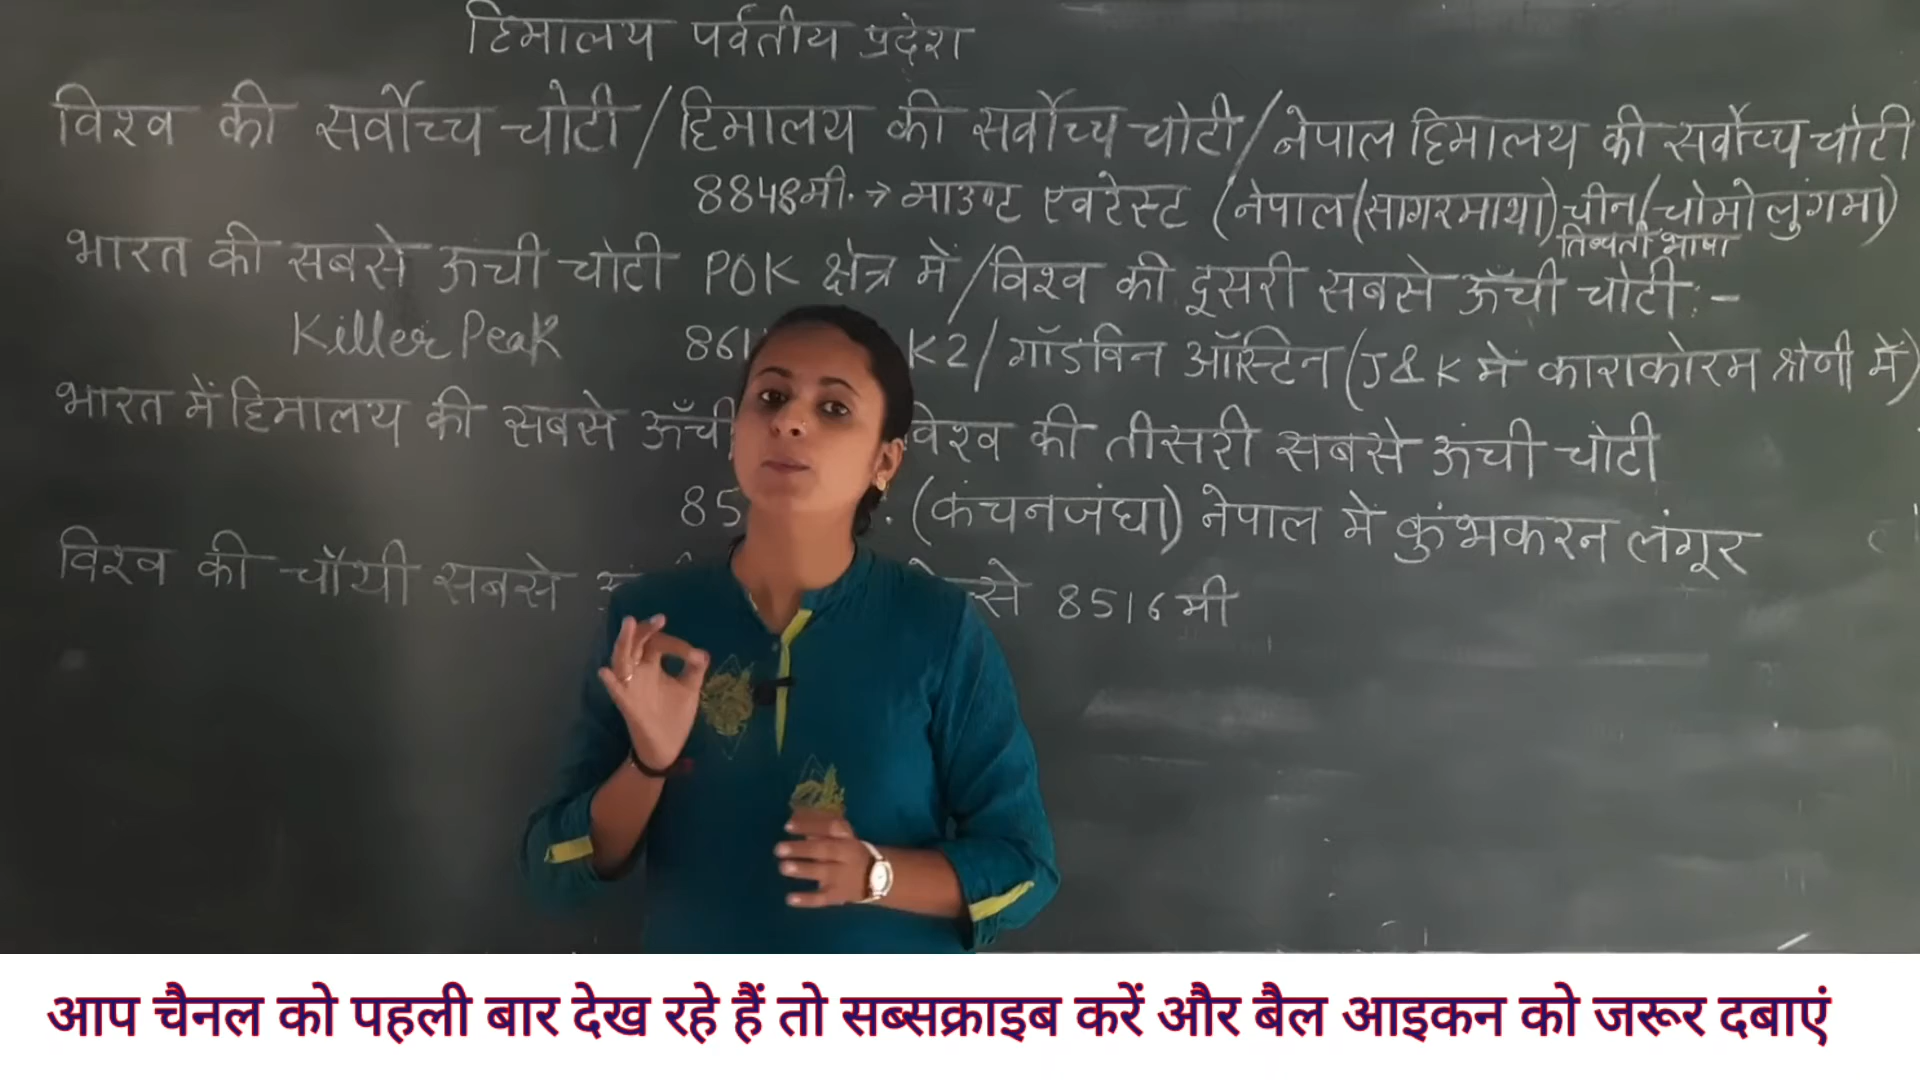 हिमालय पर्वतीय प्रदेश
विश्व की सर्वोच्च चोटी/हिमालय की सर्वोच्च चोटी/नेपाल हिमालय की सर्वोच्च चोटी
8848मी.→ माउण्ट एवरेस्ट (नेपाल(सागरमाथा) चीन/(चोमोलुंगमा)
तिब्बती भाषा
भारत की सबसे ऊंची चोटी POK क्षेत्र में/विश्व की दूसरी सबसे ऊँची चोटी:-
Killer Peak 861 K2/गॉडविन ऑस्टिन (J&K में काराकोरम श्रेणी में)
भारत में हिमालय की सबसे ऊँची विश्व की तीसरी सबसे ऊंची चोटी
85 (कंचनजंघा) नेपाल में कुंभकरन लंगूर
विश्व की चौथी सबसे 8516मी
आप चैनल को पहली बार देख रहे हैं तो सब्सक्राइब करें और बैल आइकन को जरूर दबाएं